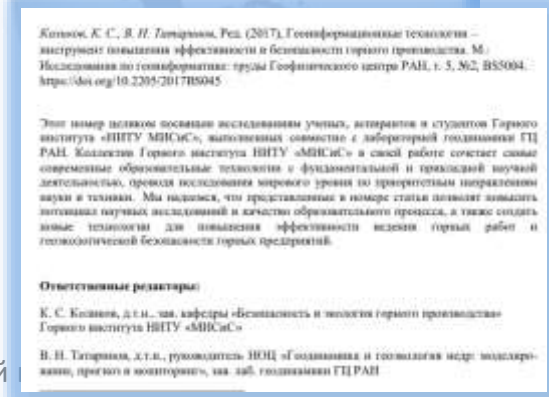 Коликов, К. С., В. Н. Татаринов, Ред. (2017), Геоинформационные технологии –
инструмент повышения эффективности и безопасности горного производства. М.:
Исследования по геоинформатике: труды Геофизического центра РАН, т. 5, №2, BS5004.
https://doi.org/10.2205/2017BS045
Этот номер целиком посвящен исследованиям ученых, аспирантов и студентов Горного
института «НИТУ МИСиС», выполненных совместно с лабораторией геодинамики ГЦ
РАН. Коллектив Горного института НИТУ «МИСиС» в своей работе сочетает самые
современные образовательные технологии с фундаментальной и прикладной научной
деятельностью, проводя исследования мирового уровня по приоритетным направлениям
науки и техники. Мы надеемся, что представленные в номере статьи позволят повысить
потенциал научных исследований и качество образовательного процесса, а также создать
новые технологии для повышения эффективности ведения горных работ и
геоэкологической безопасности горных предприятий.
Ответственные редакторы:
К. С. Коликов, д.т.н., зав. кафедры «Безопасность и экология горного производства»
Горного института НИТУ «МИСиС»
В. Н. Татаринов, д.т.н., руководитель НОЦ «Геодинамика и геоэкология недр: моделиро-
вание, прогноз и мониторинг», зав. лаб. геодинамики ГЦ РАН
й